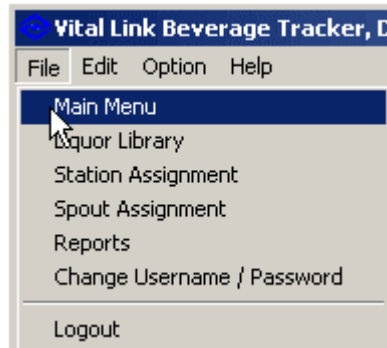 Vital Link Beverage Tracker, D
File Edit Option Help
Main Menu
Liquor Library
Station Assignment
Spout Assignment
Reports
Change Username / Password
Logout